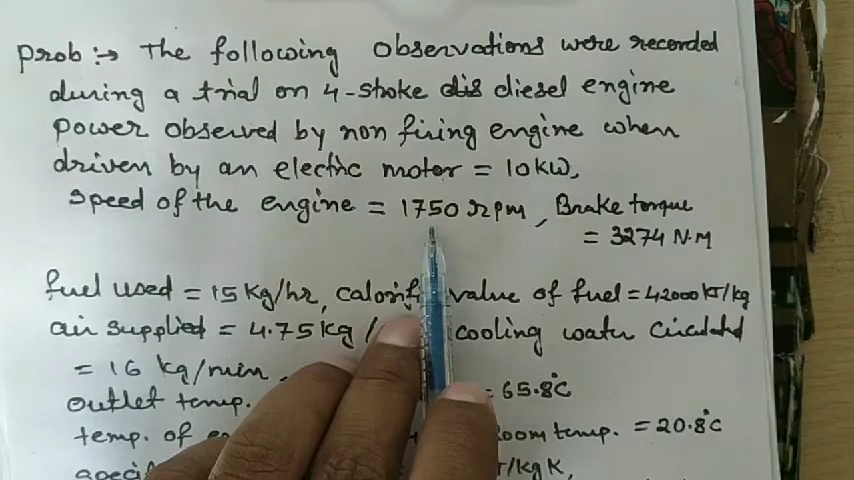 Prob :→ The following observations were recorded
during a trial on 4-stroke dis diesel engine
Power observed by non firing engine when
driven by an electric motor = 10 kW,
Speed of the engine = 1750 rpm, Brake torque
= 3274 N.M
fuel used = 15 kg/hr, calorific value of fuel = 42000 kJ/kg
air supplied = 4.75 kg / cooling water circulated
= 16 kg/min,
outlet temp. = 65.8°C
temp. of room temp. = 20.8°C
/kg K,